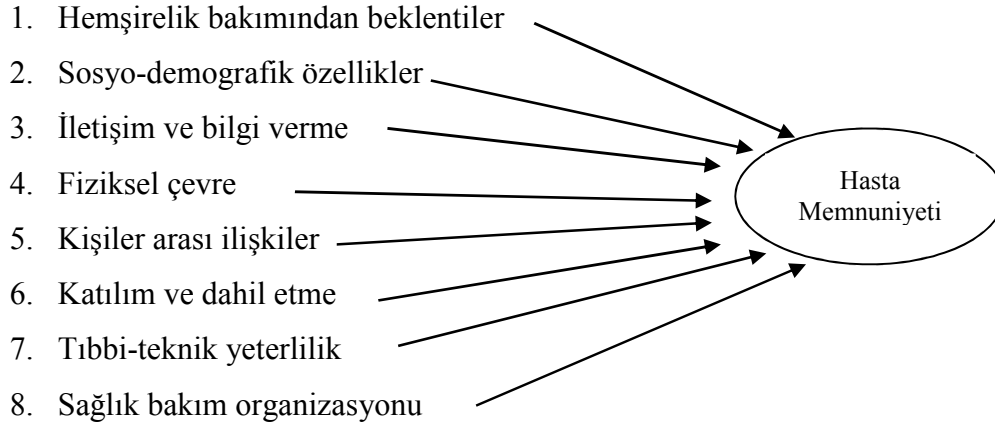 1. Hemşirelik bakımından beklentiler
2. Sosyo-demografik özellikler
3. İletişim ve bilgi verme
4. Fiziksel çevre
5. Kişiler arası ilişkiler
6. Katılım ve dahil etme
7. Tıbbi-teknik yeterlilik
8. Sağlık bakım organizasyonu
Hasta
Memnuniyeti